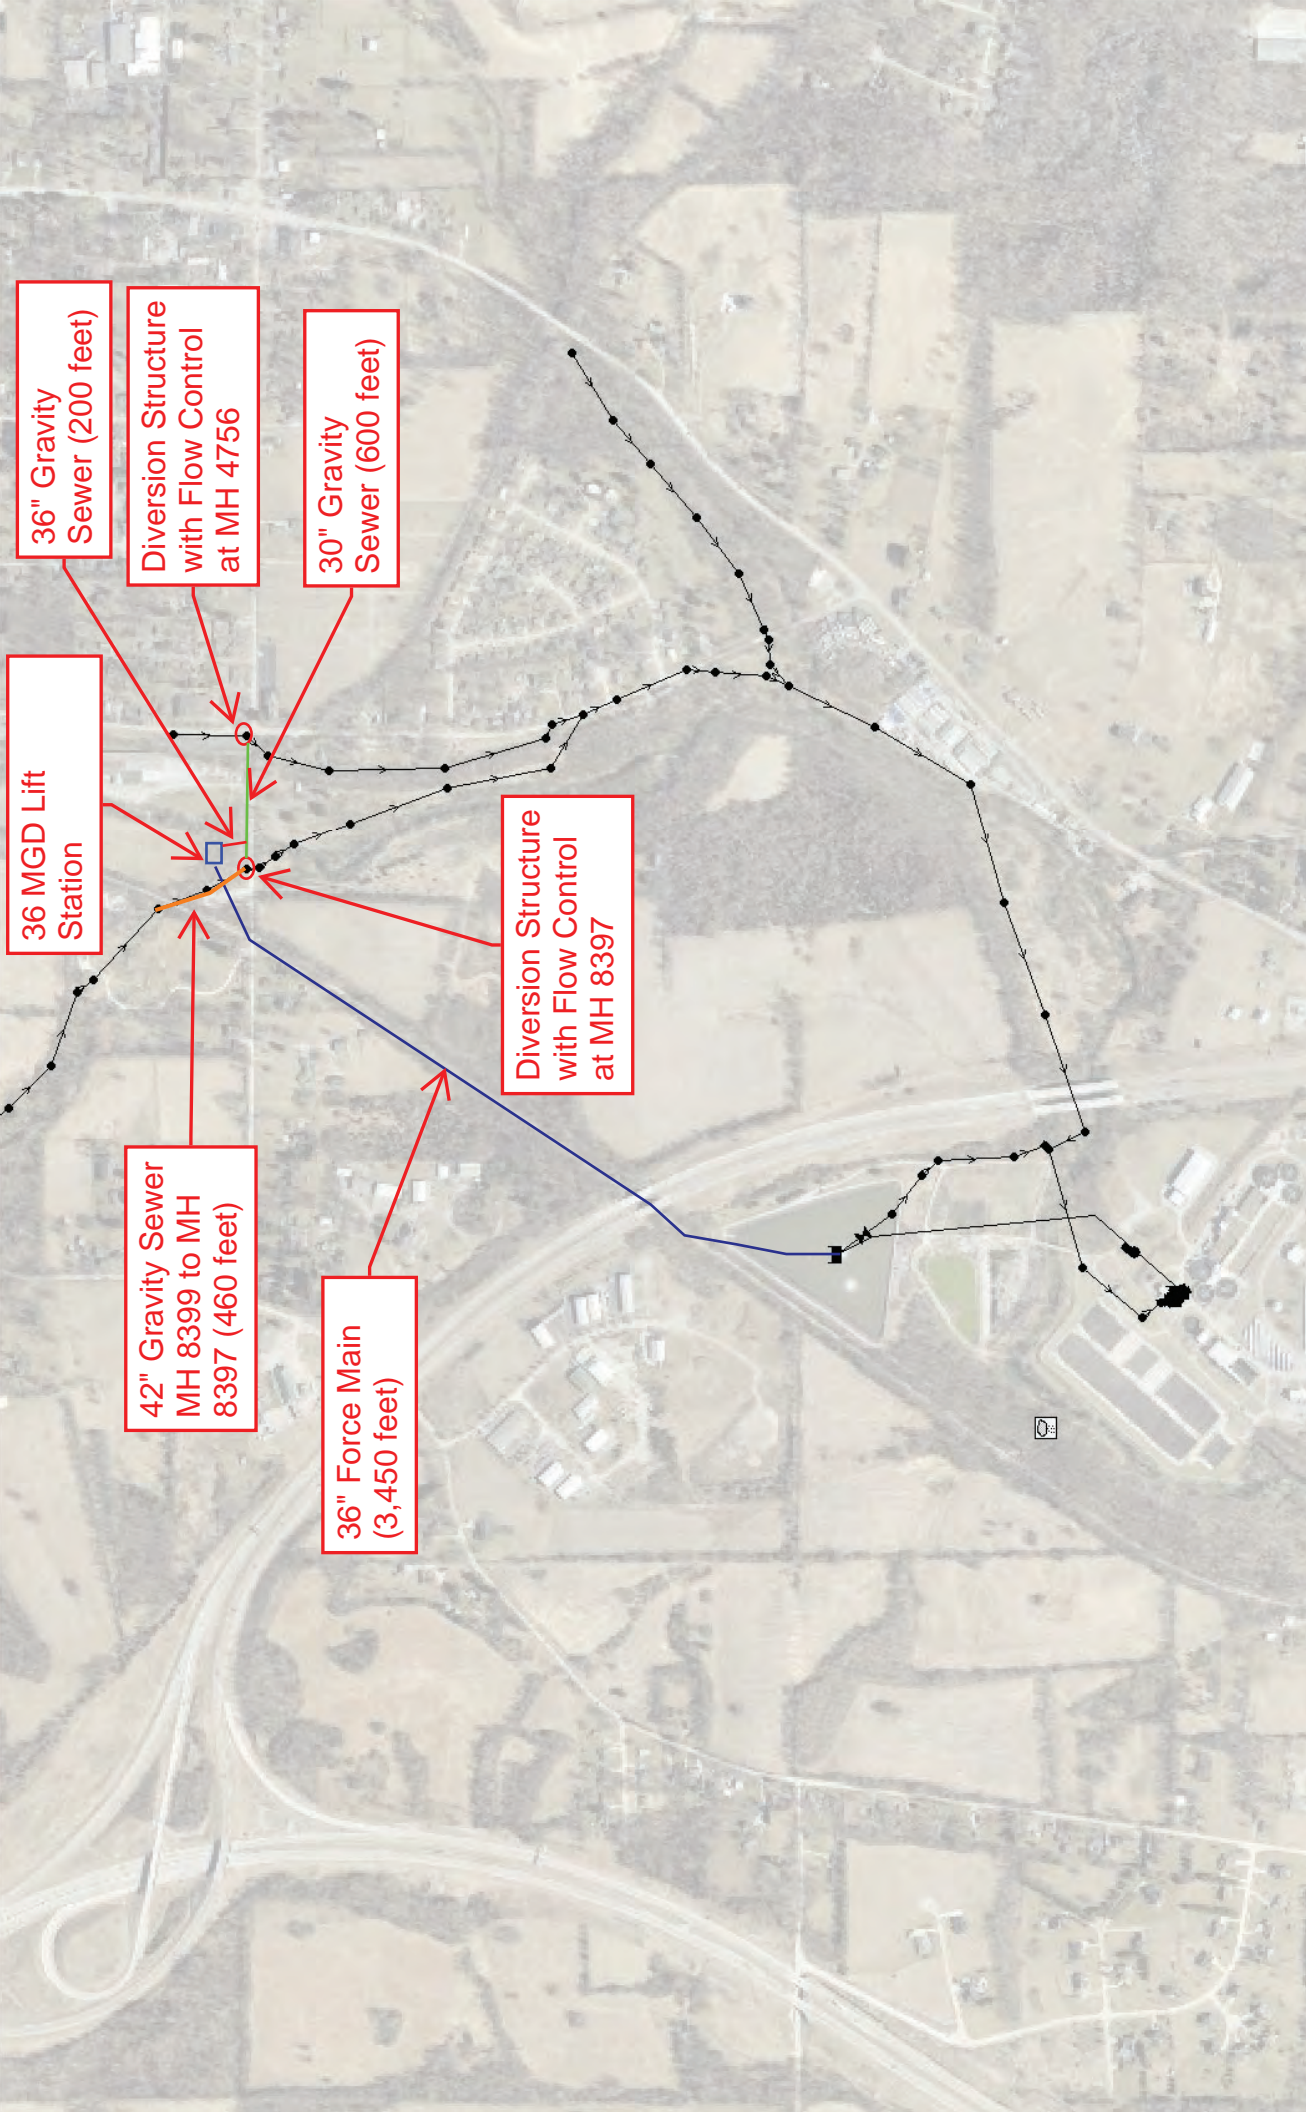 36 MGD Lift
Station
36" Gravity
Sewer (200 feet)
Diversion Structure
with Flow Control
at MH 4756
30" Gravity
Sewer (600 feet)
42" Gravity Sewer
MH 8399 to MH
8397 (460 feet)
36" Force Main
(3,450 feet)
Diversion Structure
with Flow Control
at MH 8397